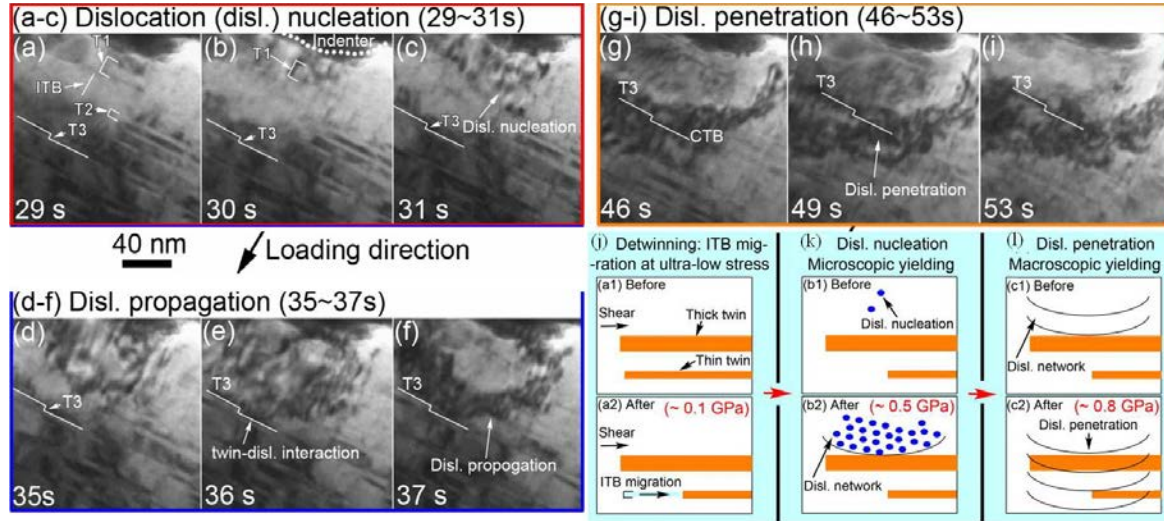 (a-c) Dislocation (disl.) nucleation (29~31s)
(a)
T1
ITB
T2
T3
29 s
(b)
T1
ndenter
T3
30 s
(c)
T3
Disl. nucleation
31 s
40 nm
Loading direction
(d-f) Disl. propagation (35~37s)
(d)
T3
35s
(e)
T3
twin-disl. interaction
36 s
(f)
Disl. propogation
37 s
(g-i) Disl. penetration (46~53s)
(g)
T3
CTB
46 s
(h)
T3
Disl. penetration
49 s
(i)
T3
53 s
(j) Detwinning: ITB mig-
-ration at ultra-low stress
(a1) Before
Shear
Thick twin
Thin twin
(a2) After (~ 0.1 GPa)
Shear
ITB migration
(k) Disl. nucleation
Microscopic yielding
(b1) Before
Disl. nucleation
(b2) After (~ 0.5 GPa)
Disl. network
(l) Disl. penetration
Macroscopic yielding
(c1) Before
Disl. network
(c2) After (~ 0.8 GPa)
Disl. penetration